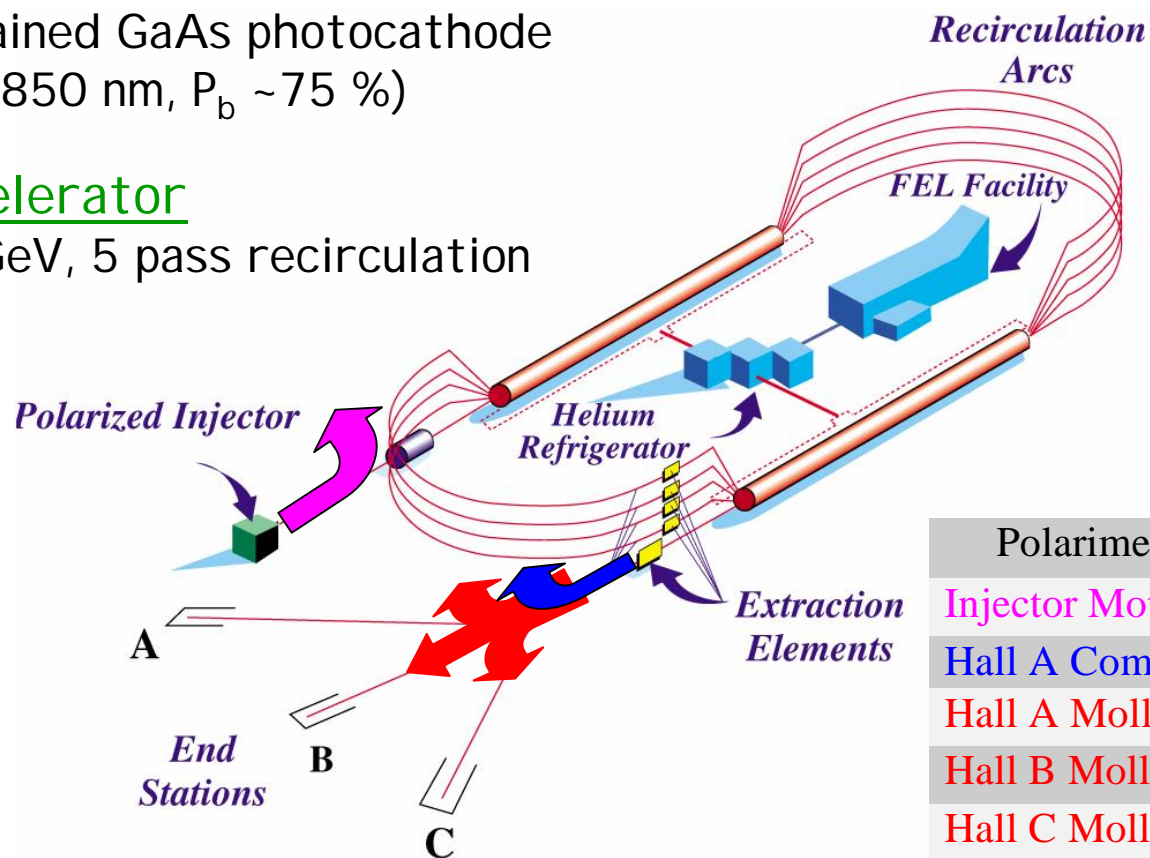 ained GaAs photocathode
850 nm, Pb ~75 %)
elerator
GeV, 5 pass recirculation
Recirculation
Arcs
FEL Facility
Polarized Injector
Helium
Refrigerator
Extraction
Elements
A
B
C
End
Stations
Polarime
Injector Mot
Hall A Com
Hall A Moll
Hall B Moll
Hall C Moll